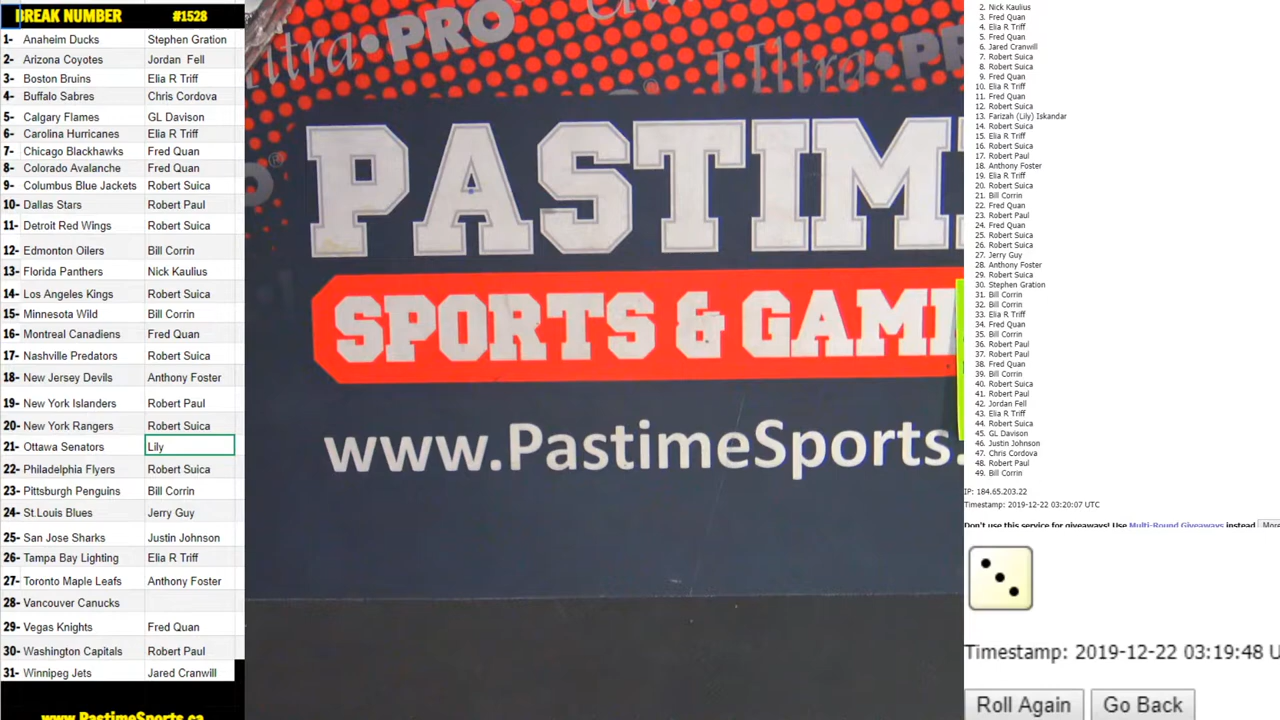 BREAK NUMBER #1528
1- Anaheim Ducks Stephen Gration
2- Arizona Coyotes Jordan Fell
3- Boston Bruins Elia R Triff
4- Buffalo Sabres Chris Cordova
5- Calgary Flames GL Davison
6- Carolina Hurricanes Elia R Triff
7- Chicago Blackhawks Fred Quan
8- Colorado Avalanche Fred Quan
9- Columbus Blue Jackets Robert Suica
10- Dallas Stars Robert Paul
11- Detroit Red Wings Robert Suica
12- Edmonton Oilers Bill Corrin
13- Florida Panthers Nick Kaulius
14- Los Angeles Kings Robert Suica
15- Minnesota Wild Bill Corrin
16- Montreal Canadiens Fred Quan
17- Nashville Predators Robert Suica
18- New Jersey Devils Anthony Foster
19- New York Islanders Robert Paul
20- New York Rangers Robert Suica
21- Ottawa Senators Lily
22- Philadelphia Flyers Robert Suica
23- Pittsburgh Penguins Bill Corrin
24- St.Louis Blues Jerry Guy
25- San Jose Sharks Justin Johnson
26- Tampa Bay Lighting Elia R Triff
27- Toronto Maple Leafs Anthony Foster
28- Vancouver Canucks
29- Vegas Knights Fred Quan
30- Washington Capitals Robert Paul
31- Winnipeg Jets Jared Cranwill
www.PastimeSports.ca
Ultra•PRO
PASTIM
SPORTS & GAM
www.PastimeSports.
2. Nick Kaulius
3. Fred Quan
4. Elia R Triff
5. Fred Quan
6. Jared Cranwill
7. Robert Suica
8. Robert Suica
9. Fred Quan
10. Elia R Triff
11. Fred Quan
12. Robert Suica
13. Farizah (Lily) Iskandar
14. Robert Suica
15. Elia R Triff
16. Robert Suica
17. Robert Paul
18. Anthony Foster
19. Elia R Triff
20. Robert Suica
21. Bill Corrin
22. Fred Quan
23. Robert Paul
24. Fred Quan
25. Robert Suica
26. Robert Suica
27. Jerry Guy
28. Anthony Foster
29. Robert Suica
30. Stephen Gration
31. Bill Corrin
32. Bill Corrin
33. Elia R Triff
34. Fred Quan
35. Bill Corrin
36. Robert Paul
37. Robert Paul
38. Fred Quan
39. Bill Corrin
40. Robert Suica
41. Robert Paul
42. Jordan Fell
43. Elia R Triff
44. Robert Suica
45. GL Davison
46. Justin Johnson
47. Chris Cordova
48. Robert Paul
49. Bill Corrin
IP: 184.65.203.22
Timestamp: 2019-12-22 03:20:07 UTC
Don't use this service for giveaways! Use Multi-Round Giveaways instead More
Timestamp: 2019-12-22 03:19:48 U
Roll Again Go Back